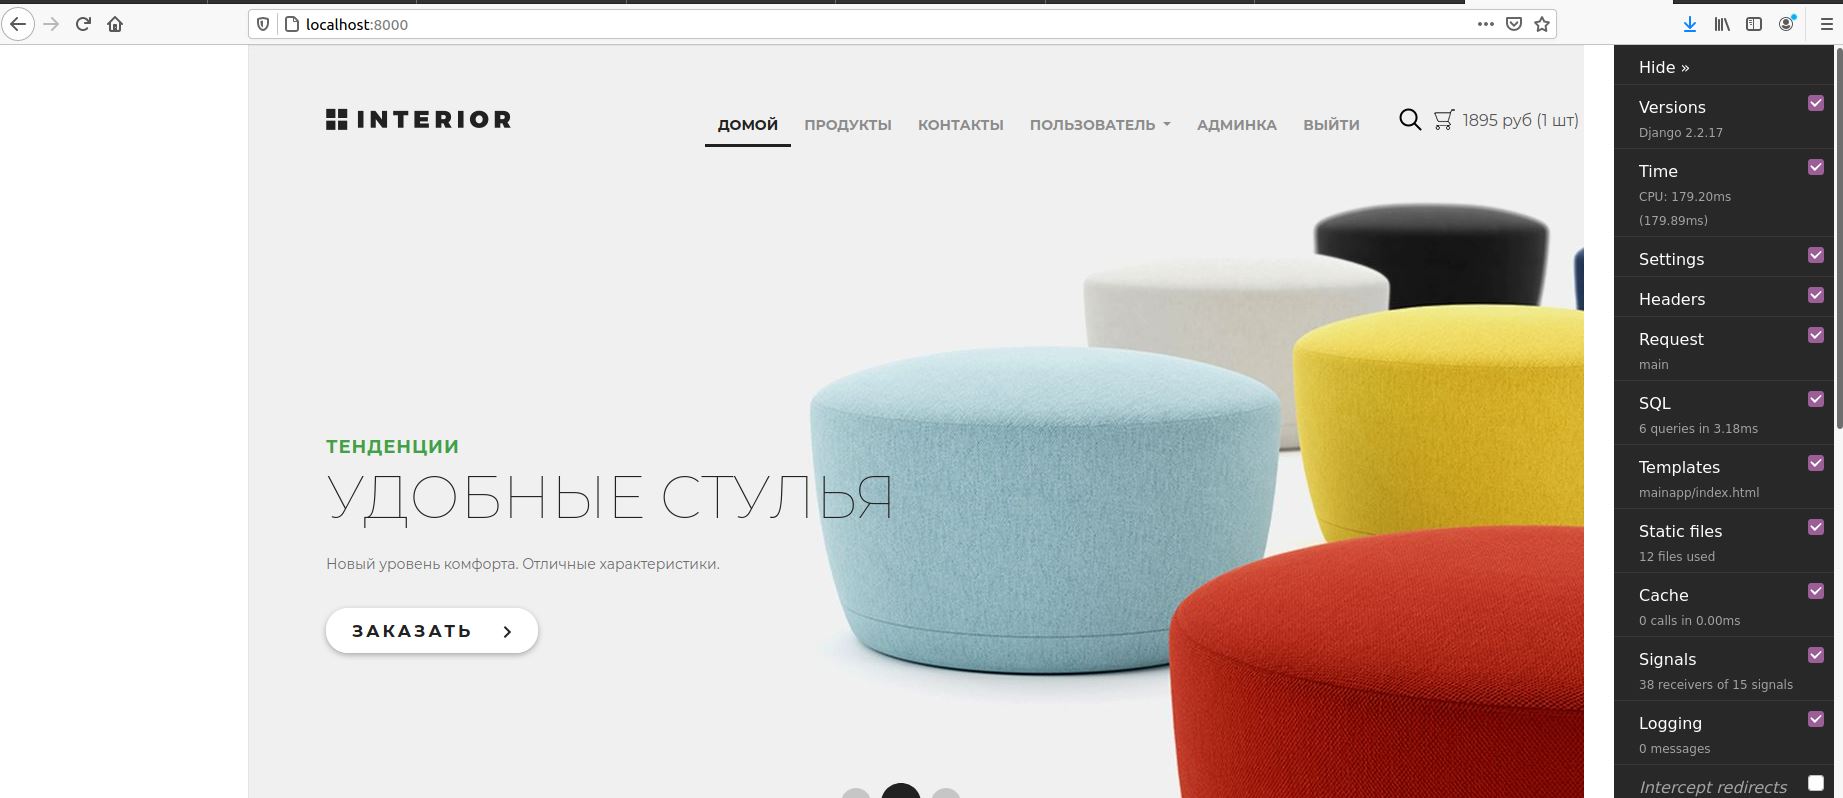 localhost:8000
INTERIOR
ДОМОЙ ПРОДУКТЫ КОНТАКТЫ ПОЛЬЗОВАТЕЛЬ АДМИНКА ВЫЙТИ
1895 руб (1 шт)
ТЕНДЕНЦИИ
УДОБНЫЕ СТУЛЬЯ
Новый уровень комфорта. Отличные характеристики.
ЗАКАЗАТЬ
Hide »
Versions
Django 2.2.17
Time
CPU: 179.20ms
(179.89ms)
Settings
Headers
Request
main
SQL
6 queries in 3.18ms
Templates
mainapp/index.html
Static files
12 files used
Cache
0 calls in 0.00ms
Signals
38 receivers of 15 signals
Logging
0 messages
Intercept redirects